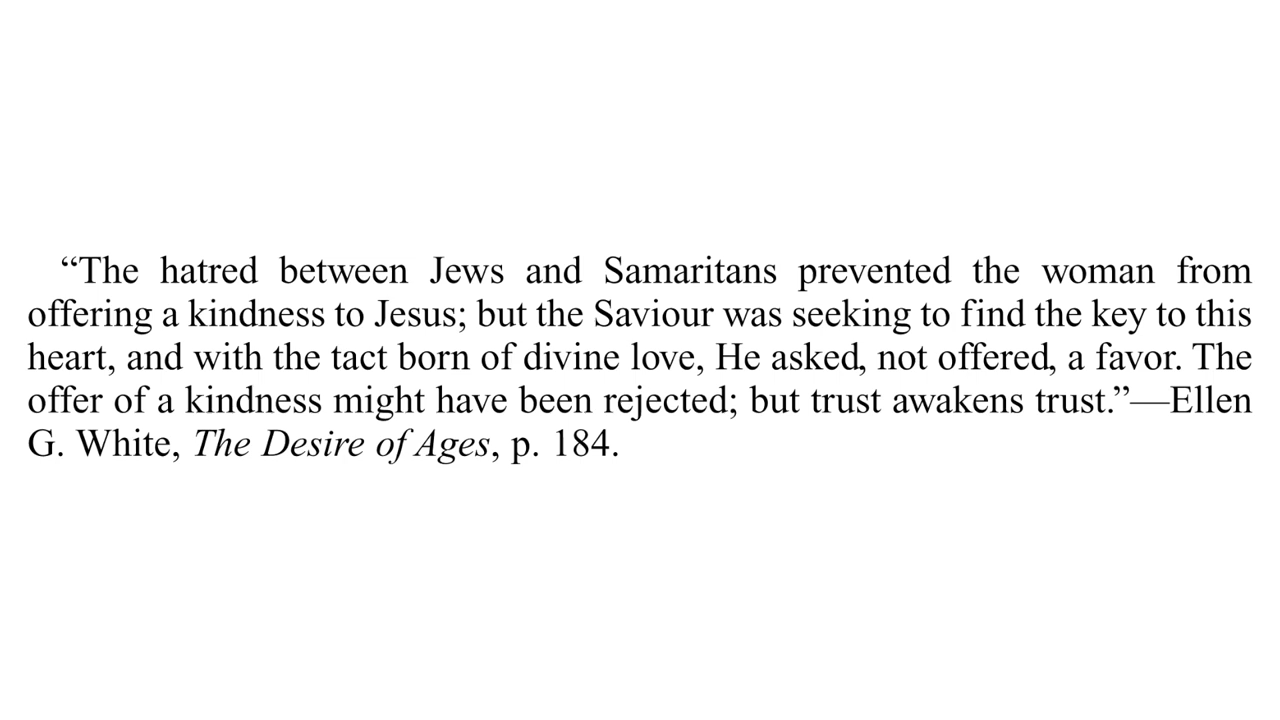 “The hatred between Jews and Samaritans prevented the woman from
offering a kindness to Jesus; but the Saviour was seeking to find the key to this
heart, and with the tact born of divine love, He asked, not offered, a favor. The
offer of a kindness might have been rejected; but trust awakens trust.”—Ellen
G. White, The Desire of Ages, p. 184.